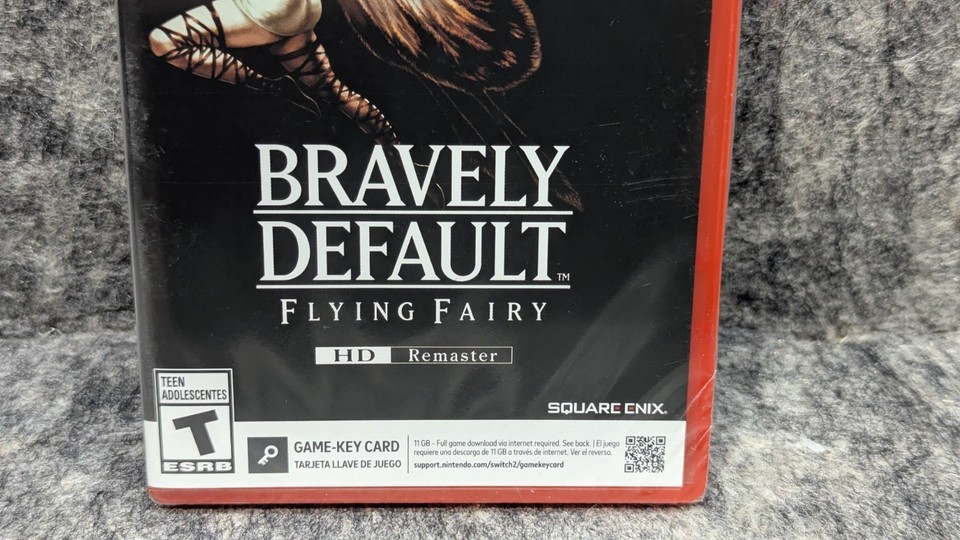 BRAVELY
DEFAULT™
FLYING FAIRY
HD Remaster
TEEN
ADOLESCENTES
T
ESRB
SQUARE ENIX®
GAME-KEY CARD
TARJETA LLAVE DE JUEGO
11 GB - Full game download via internet required. See back. | El juego
requiere una descarga de 11 GB a través de internet. Ver el reverso.
support.nintendo.com/switch2/gamekeycard